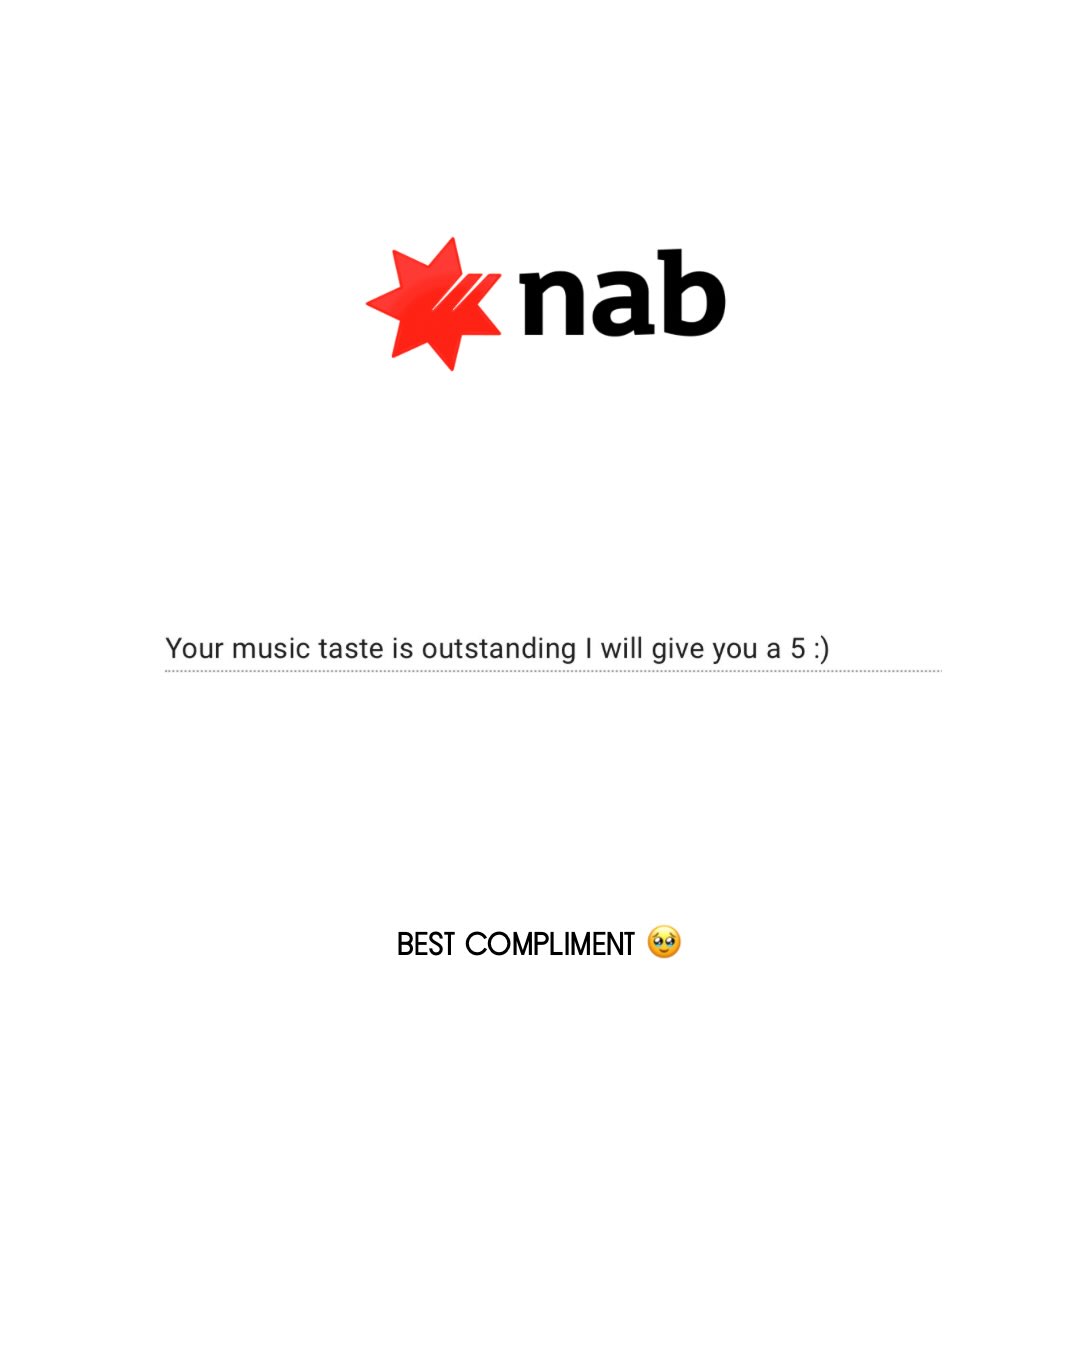 nab
Your music taste is outstanding I will give you a 5 :)
BEST COMPLIMENT 🥹